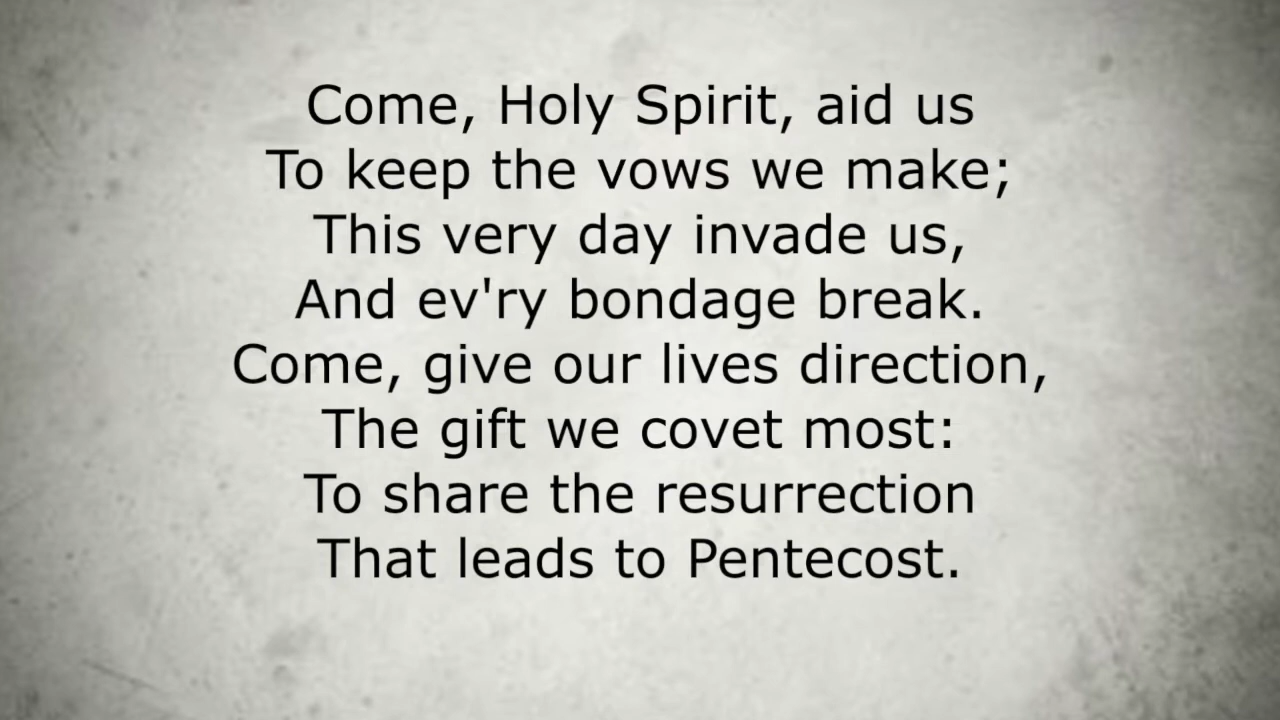 Come, Holy Spirit, aid us
To keep the vows we make;
This very day invade us,
And ev'ry bondage break.
Come, give our lives direction,
The gift we covet most:
To share the resurrection
That leads to Pentecost.